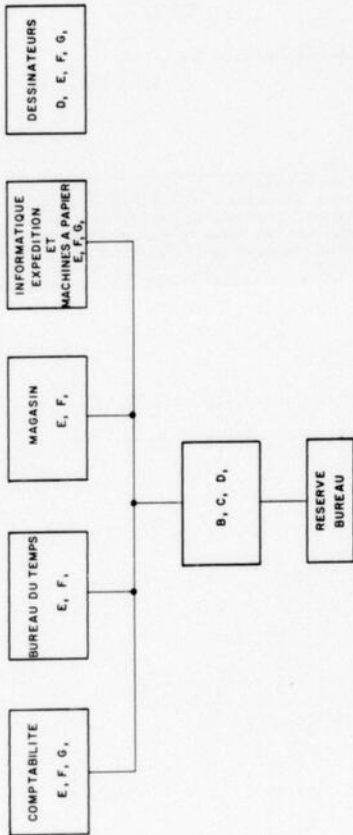 COMPTABILITE
E, F, G,
BUREAU DU TEMPS
E, F,
MAGASIN
E, F,
INFORMATIQUE
EXPEDITION
ET
MACHINES A PAPIER
E, F, G,
DESSINATEURS
D, E, F, G,
B, C, D,
RESERVE
BUREAU